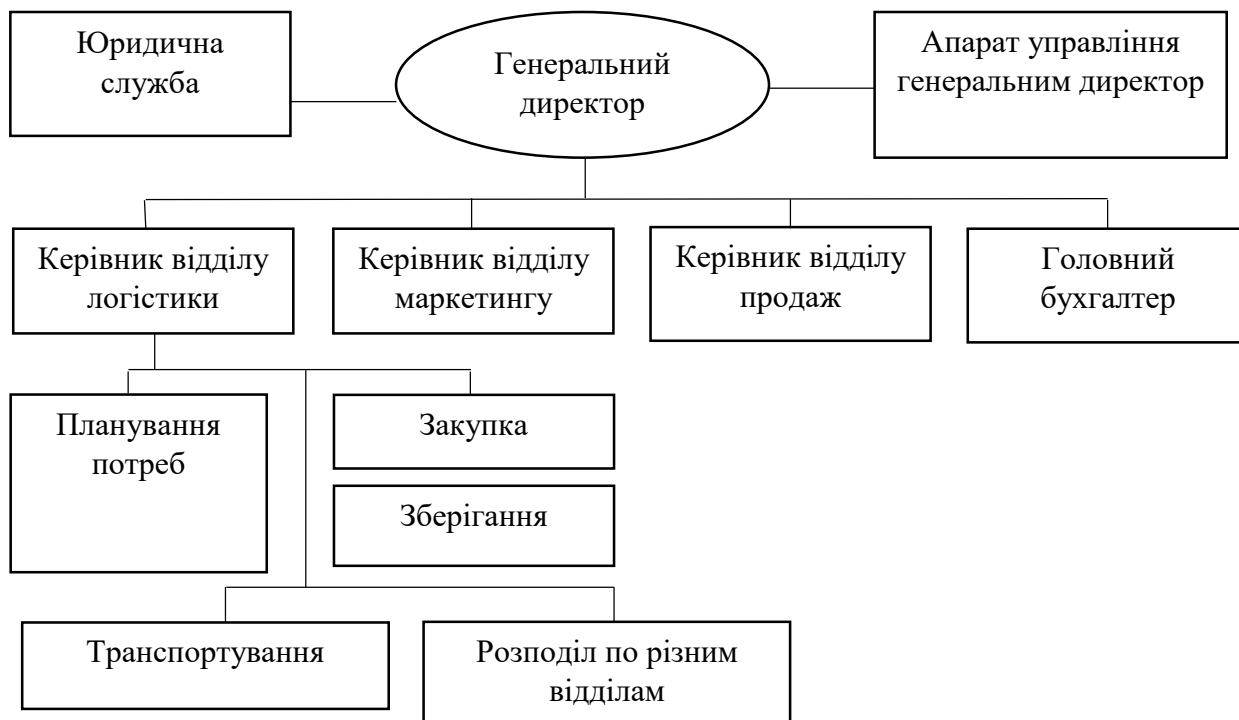 Юридична
служба
Генеральний
директор
Апарат управління
генеральним директор
Керівник відділу
логістики
Керівник відділу
маркетингу
Керівник відділу
продаж
Головний
бухгалтер
Планування
потреб
Закупка
Зберігання
Транспортування
Розподіл по різним
відділам